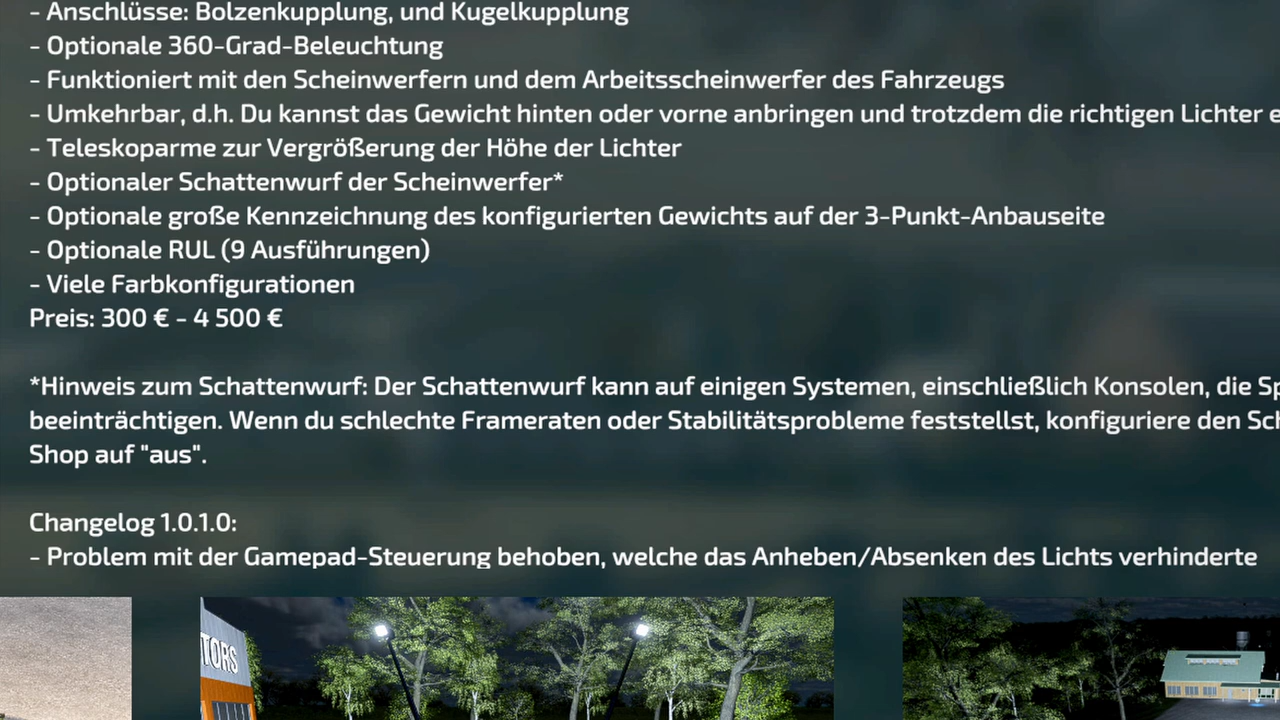 - Anschlüsse: Bolzenkupplung, und Kugelkupplung
- Optionale 360-Grad-Beleuchtung
- Funktioniert mit den Scheinwerfern und dem Arbeitsscheinwerfer des Fahrzeugs
- Umkehrbar, d.h. Du kannst das Gewicht hinten oder vorne anbringen und trotzdem die richtigen Lichter
- Teleskoparme zur Vergrößerung der Höhe der Lichter
- Optionaler Schattenwurf der Scheinwerfer*
- Optionale große Kennzeichnung des konfigurierten Gewichts auf der 3-Punkt-Anbauseite
- Optionale RUL (9 Ausführungen)
- Viele Farbkonfigurationen
Preis: 300 € - 4 500 €
*Hinweis zum Schattenwurf: Der Schattenwurf kann auf einigen Systemen, einschließlich Konsolen, die
beeinträchtigen. Wenn du schlechte Frameraten oder Stabilitätsprobleme feststellst, konfiguriere den
Shop auf "aus".
Changelog 1.0.1.0:
- Problem mit der Gamepad-Steuerung behoben, welche das Anheben/Absenken des Lichts verhinderte
TORS